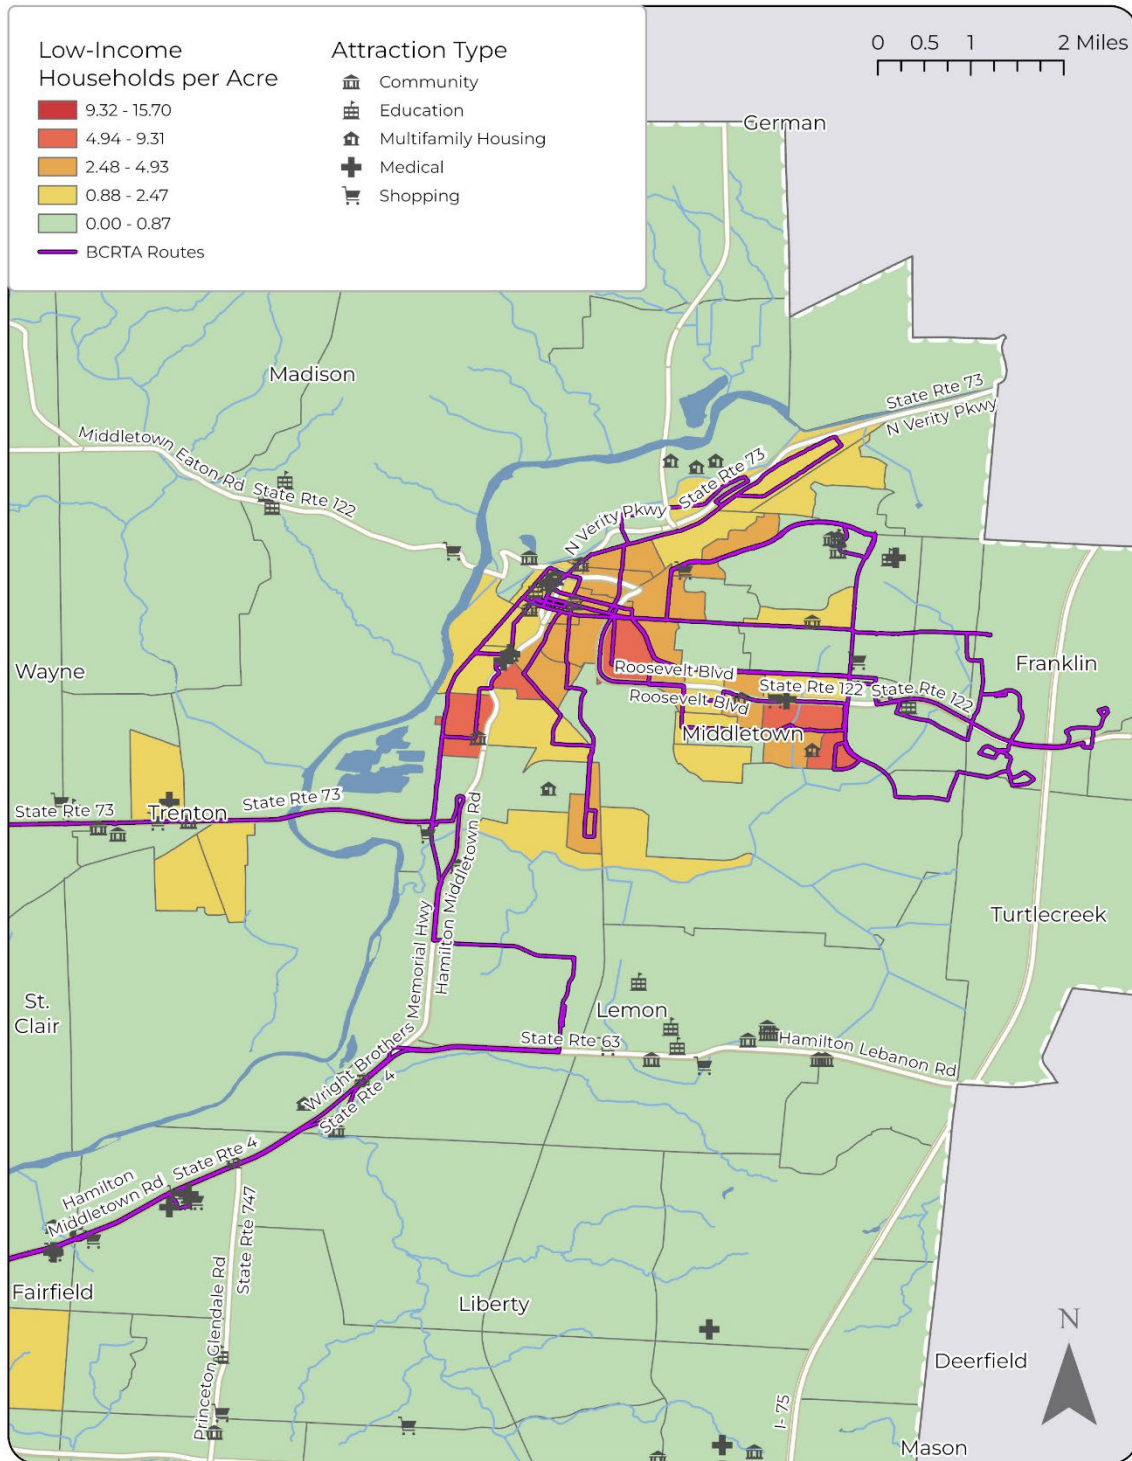 Low-Income
Households per Acre
9.32 - 15.70
4.94 - 9.31
2.48 - 4.93
0.88 - 2.47
0.00 - 0.87
BCRTA Routes
Attraction Type
Community
Education
Multifamily Housing
Medical
Shopping
0 0.5 1 2 Miles
German
Madison
State Rte 73
N Verity Pkwy
Middletown Eaton Rd State Rte 122
State Rte 73
N Verity Pkwy
Wayne
Franklin
Roosevelt Blvd
State Rte 122
State Rte 122
Roosevelt Blvd
Middletown
State Rte 73
Trenton
State Rte 73
Hamilton Middletown Rd
Turtlecreek
Wright Brothers Memorial Hwy
St.
Clair
Lemon
State Rte 63
Hamilton Lebanon Rd
State Rte 4
State Rte 4
Hamilton
Middletown Rd
State Rte 747
Princeton Glendale Rd
Fairfield
Liberty
N
Deerfield
I- 75
Mason